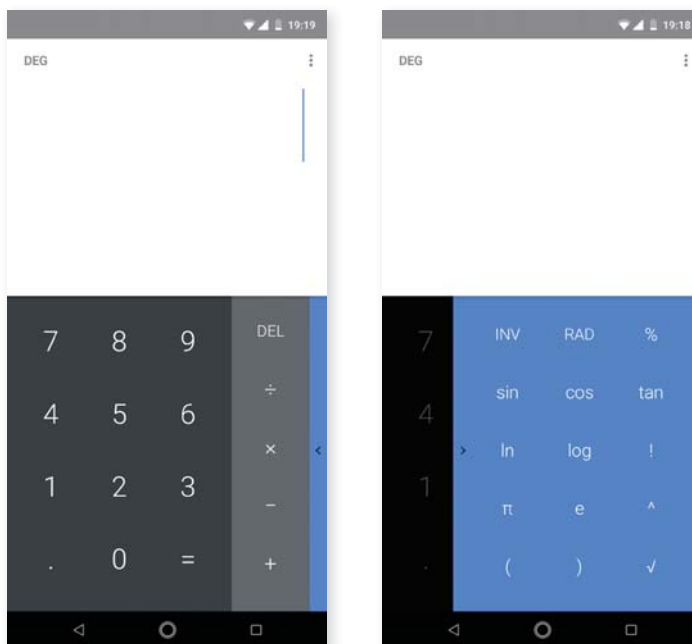 19:19
DEG
7 8 9 DEL
÷
4 5 6
×
1 2 3
−
. 0 = +
19:18
DEG
7 INV RAD %
sin cos tan
4
ln log !
1
π e ^
. ( ) √